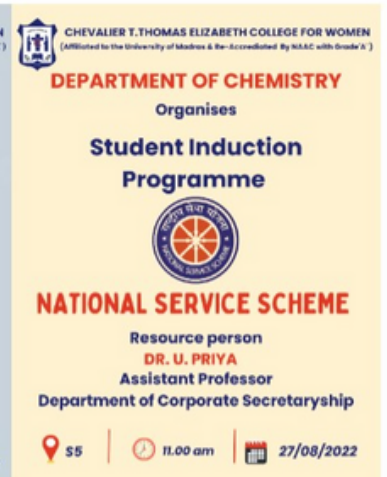 CHEVALIER T.THOMAS ELIZABETH COLLEGE FOR WOMEN
(Affiliated to the University of Madras & Re-Accrediated By NAAC with Grade'A')
DEPARTMENT OF CHEMISTRY
Organises
Student Induction
Programme
राष्ट्रीय सेवा योजना
NATIONAL SERVICE SCHEME
NATIONAL SERVICE SCHEME
Resource person
DR. U. PRIYA
Assistant Professor
Department of Corporate Secretaryship
S5
11.00 am
27/08/2022